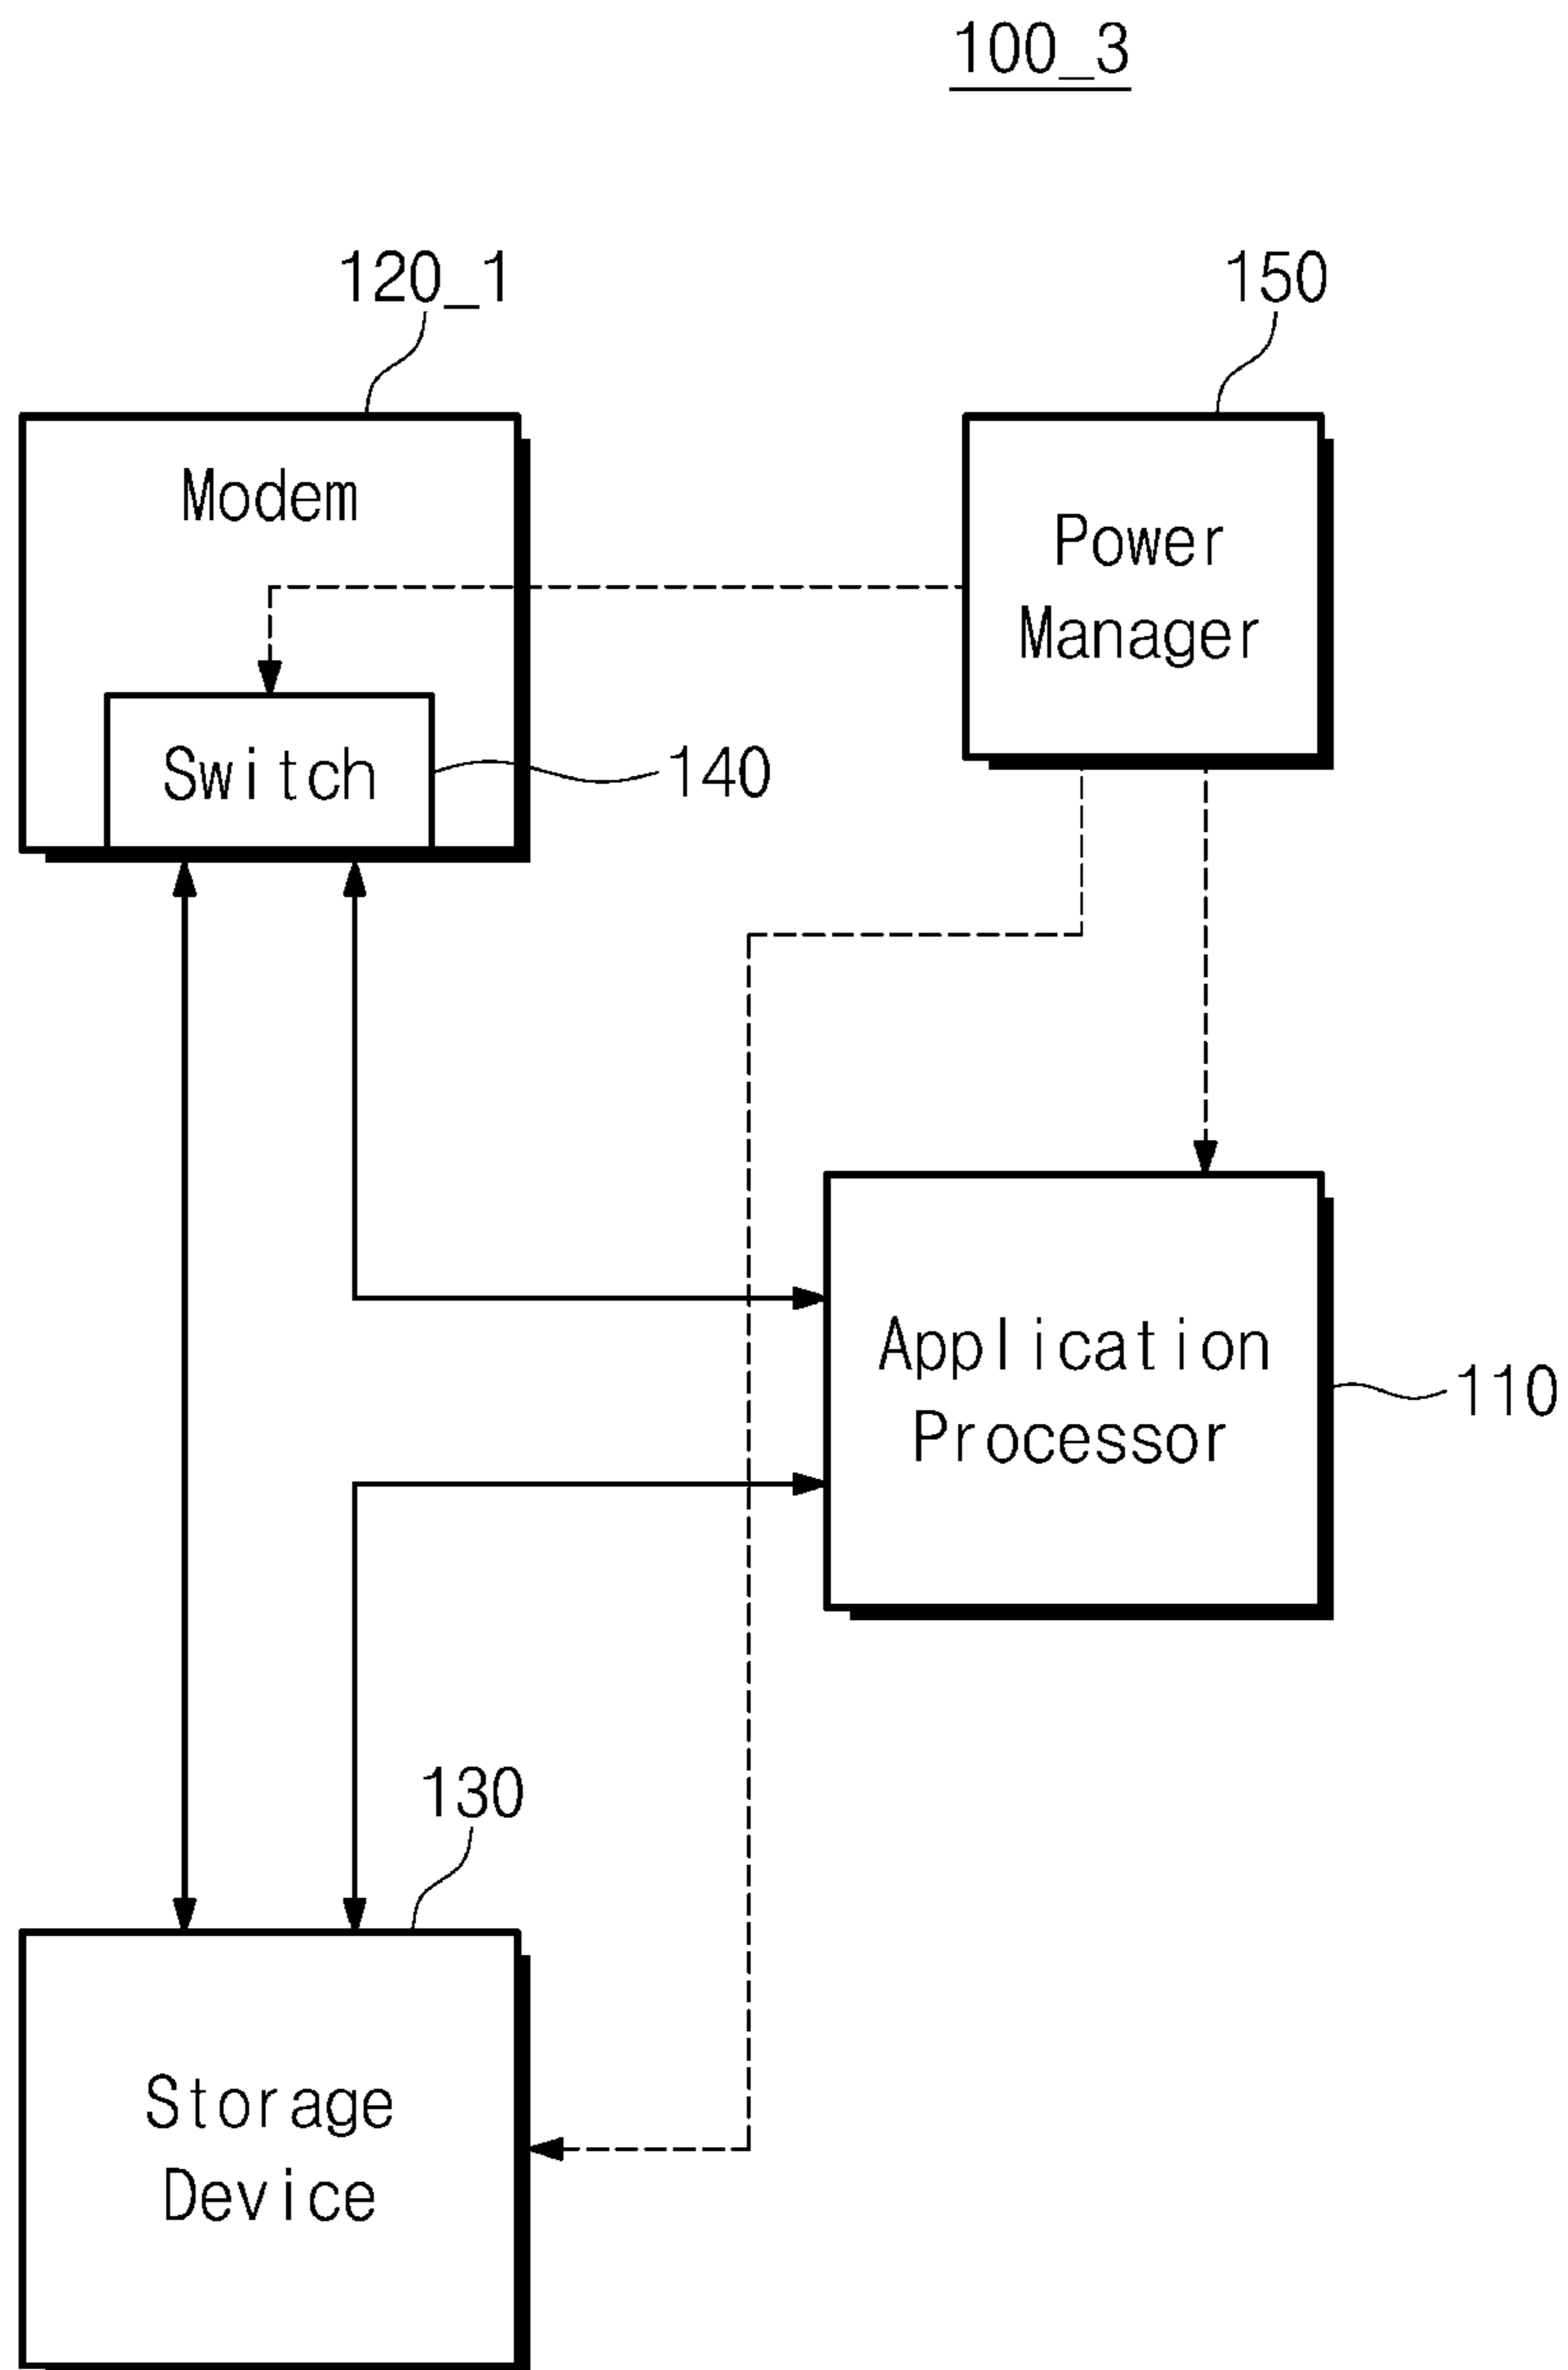 100_3
120_1
150
Modem
Power
Manager
Switch
140
Application
Processor
110
130
Storage
Device